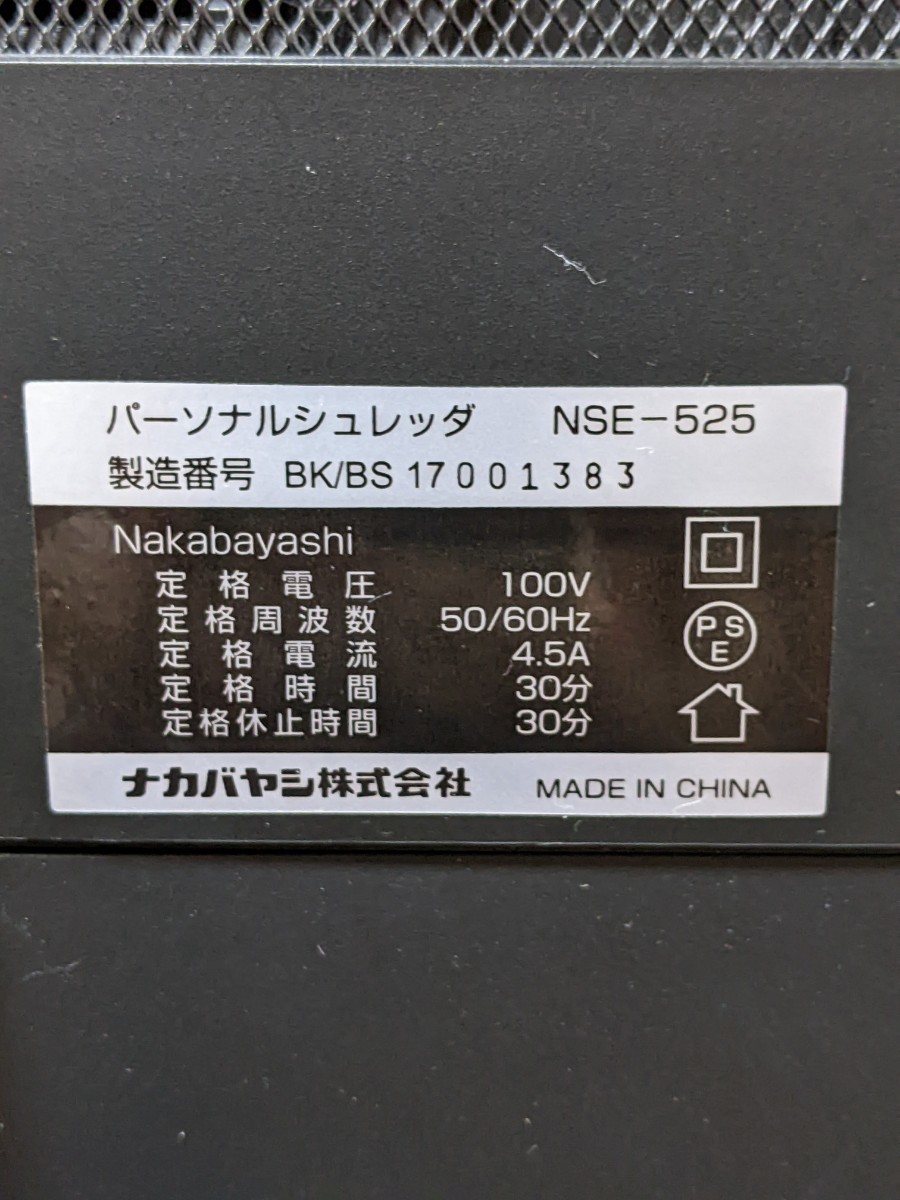 パーソナルシュレッダ NSE-525
製造番号 BK/BS 17001383
Nakabayashi
定格電圧 100V
定格周波数 50/60Hz
定格電流 4.5A
定格時間 30分
定格休止時間 30分
PSE
ナカバヤシ株式会社 MADE IN CHINA